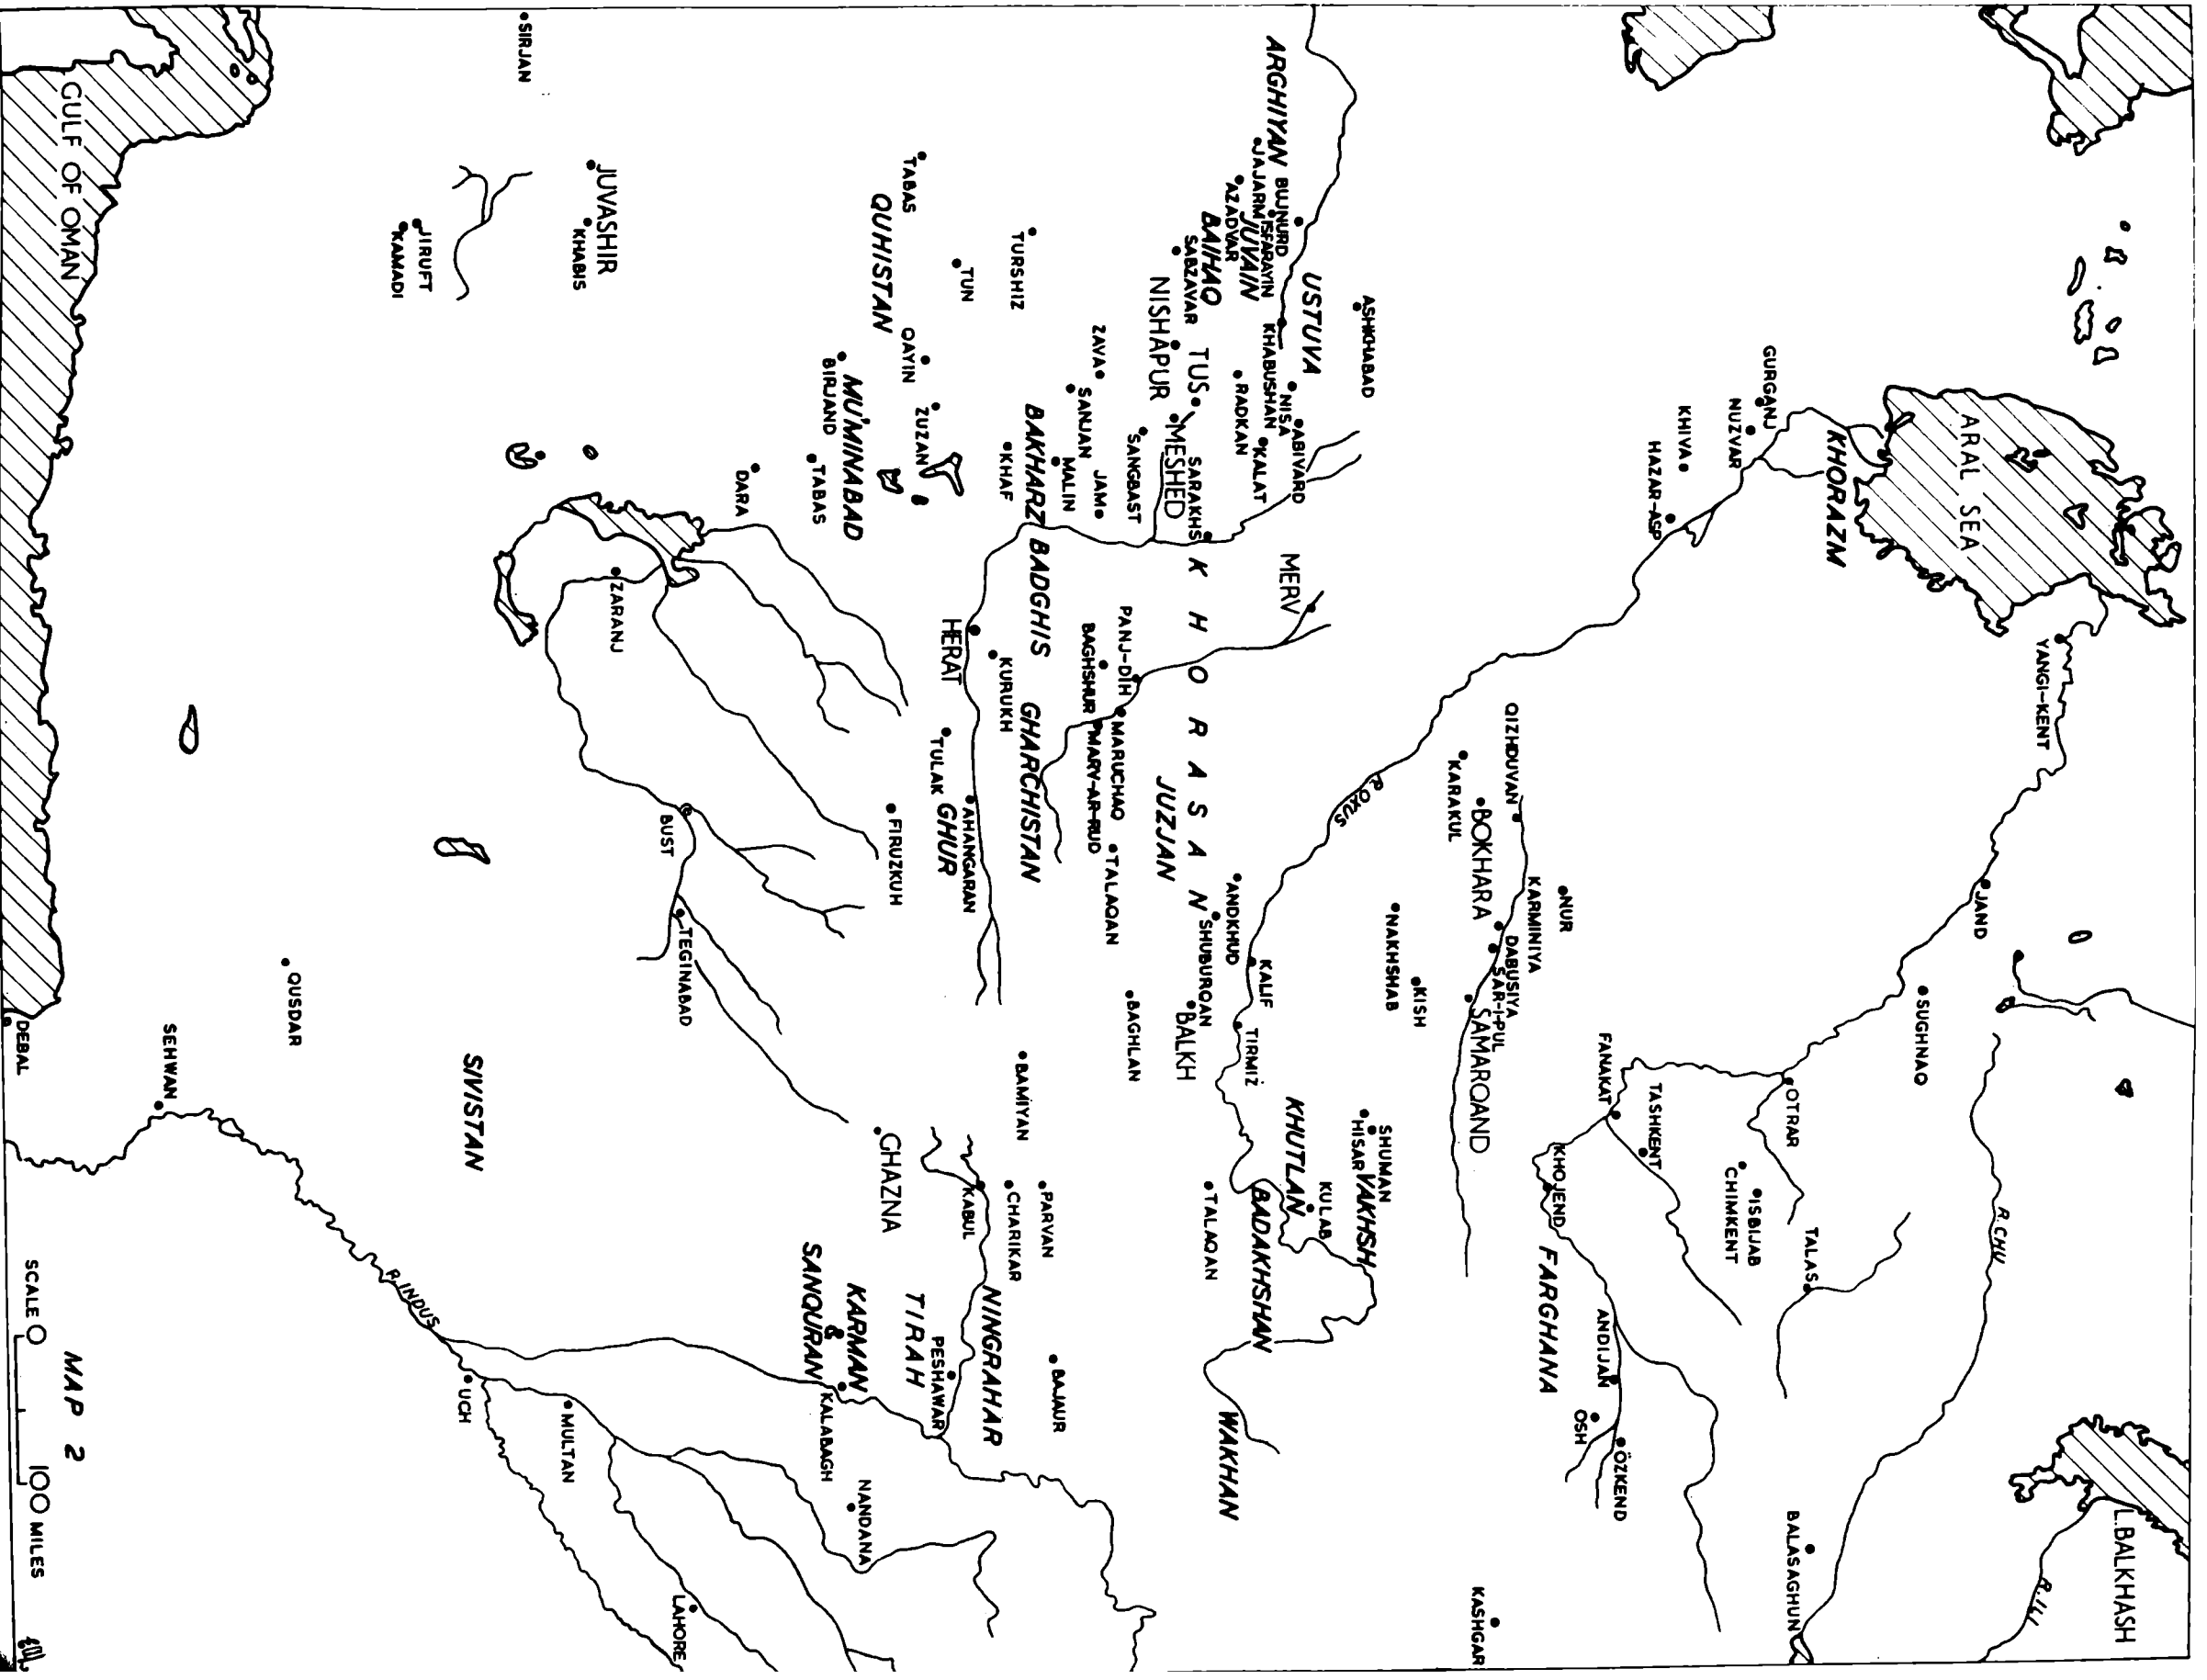 L. BALKHASH
ARAL SEA
YANGI-KENT
R. ILI
R. CHU
JAND
SUGHNAQ
KHORAZM
TALAS
OTRAR
BALASAGHUN
GURGANJ
ISBIJAB
NUZVAR
CHIMKENT
KHIVA
HAZAR-ASP
TASHKENT
ÖZKEND
FANAKAT
ANDIJAN
OSH
NUR
KHOJEND
FARGHANA
KARMINIYA
QIZHDUVAN
DABUSIYA
SAR-I-PUL
BOKHARA
SAMARQAND
KASHGAR
KARAKUL
KISH
NAKHSHAB
SHUMAN
HISAR
VAKHSH
R. OXUS
ASHKHABAD
KULAB
USTUVA
KHUTLAN
ABIVARD
NISA
MERV
ARGHIYAN
BUJNURD
ISFARAYIN
KHABUSHAN
KALAT
KALIF
BADAKHSHAN
JAJARM
JUVAIN
RADKAN
TIRMIZ
ANDKHUD
AZADVAR
WAKHAN
BAIHAQ
TALAQAN
SHUBURQAN
KHORASAN
TUS
SARAKHS
SABZAVAR
BALKH
MESHED
JUZJAN
NISHAPUR
SANGBAST
BAGHLAN
PANJ-DIH
MARUCHAQ
TALAQAN
ZAVA
JAM
BAGHSHUR
MARV-AR-RUD
SANJAN
MALIN
BAJAUR
PARVAN
BADGHIS
BAKHARZ
GHARCHISTAN
BAMIYAN
TURSHIZ
KHAF
KURUKH
CHARIKAR
NINGRAHAR
TUN
HERAT
AHANGARAN
KABUL
GHUR
TULAK
PESHAWAR
ZUZAN
TIRAH
TABAS
QAYIN
FIRUZKUH
GHAZNA
QUHISTAN
NANDANA
MU'MINABAD
KARMAN
&
SANQURAN
KALABAGH
BIRJAND
TABAS
DARA
TEGINABAD
LAHORE
BUST
ZARANJ
JUVASHIR
KHABIS
MULTAN
SIRJAN
SIVISTAN
UCH
JIRUFT
KAMADI
R. INDUS
QUSDAR
SEHWAN
GULF OF OMAN
MAP 2
DEBAL
SCALE 0 100 MILES